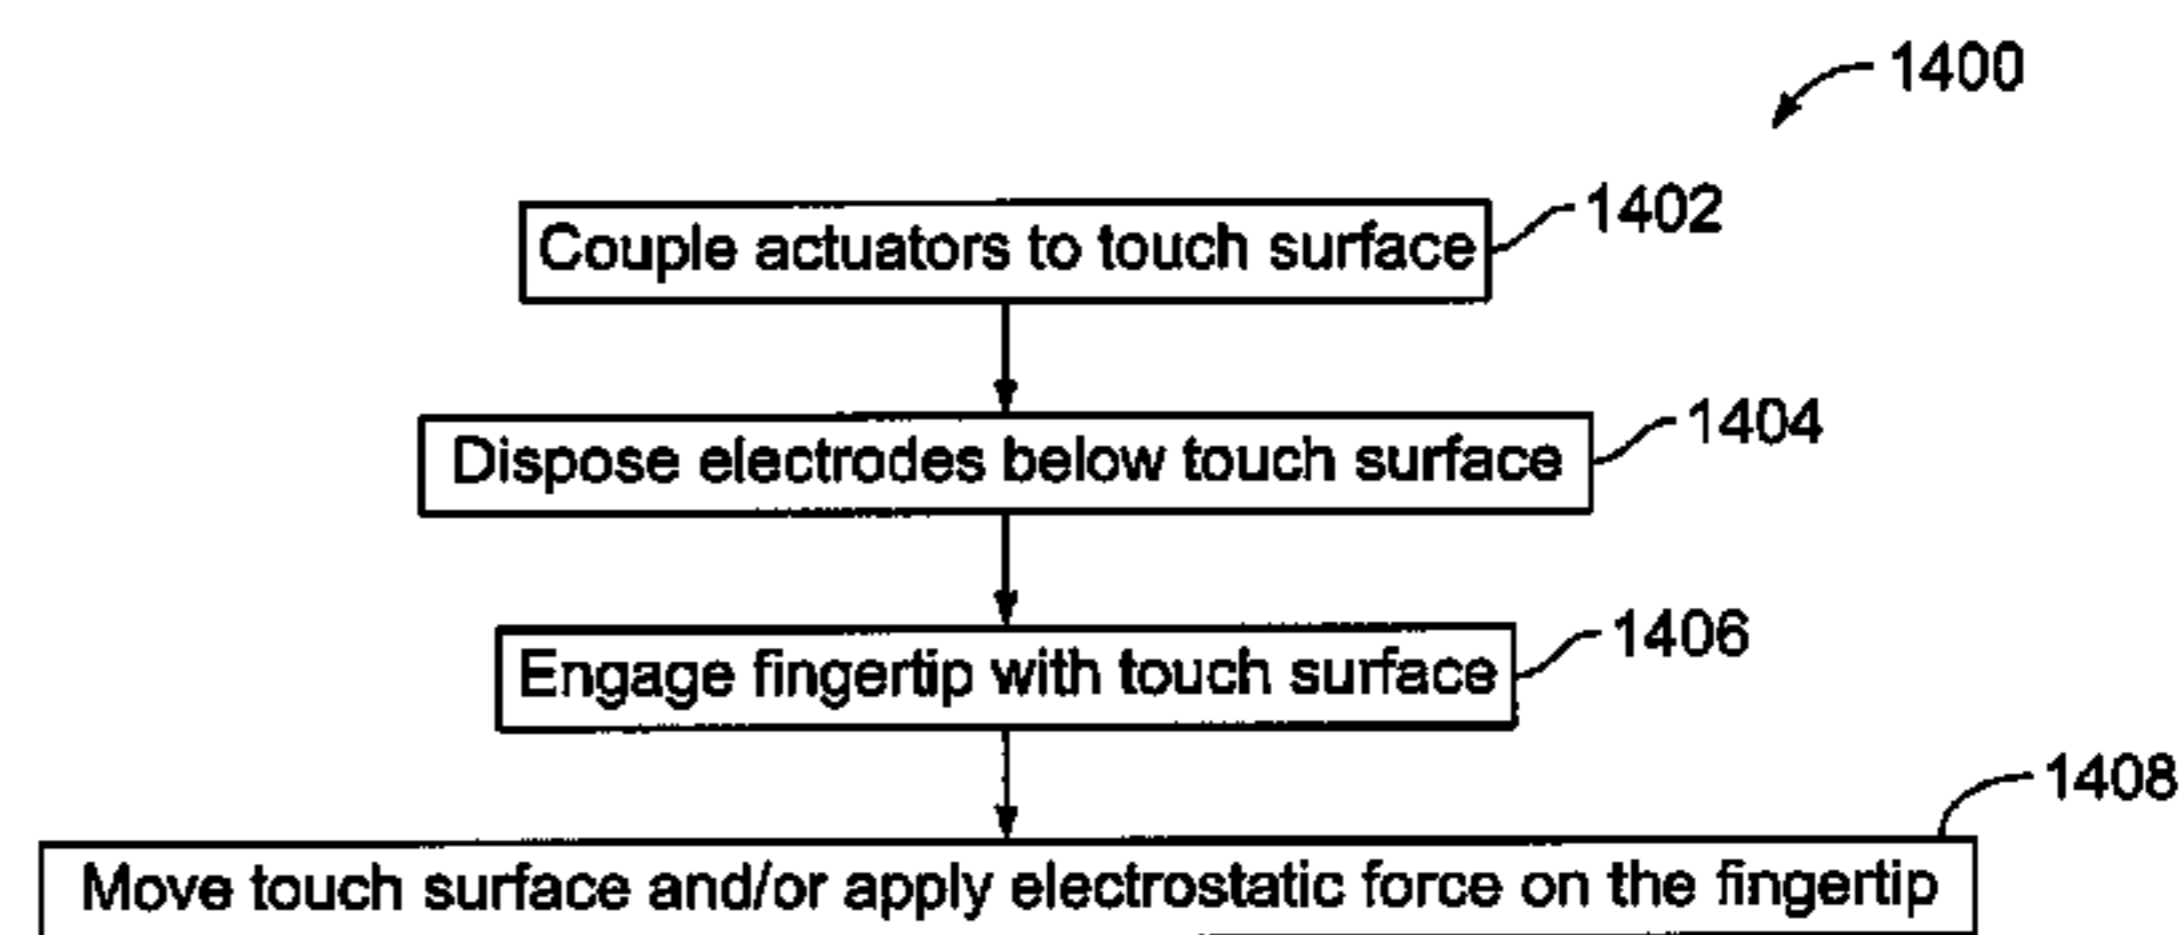 1400
Couple actuators to touch surface
1402
Dispose electrodes below touch surface
1404
Engage fingertip with touch surface
1406
1408
Move touch surface and/or apply electrostatic force on the fingertip